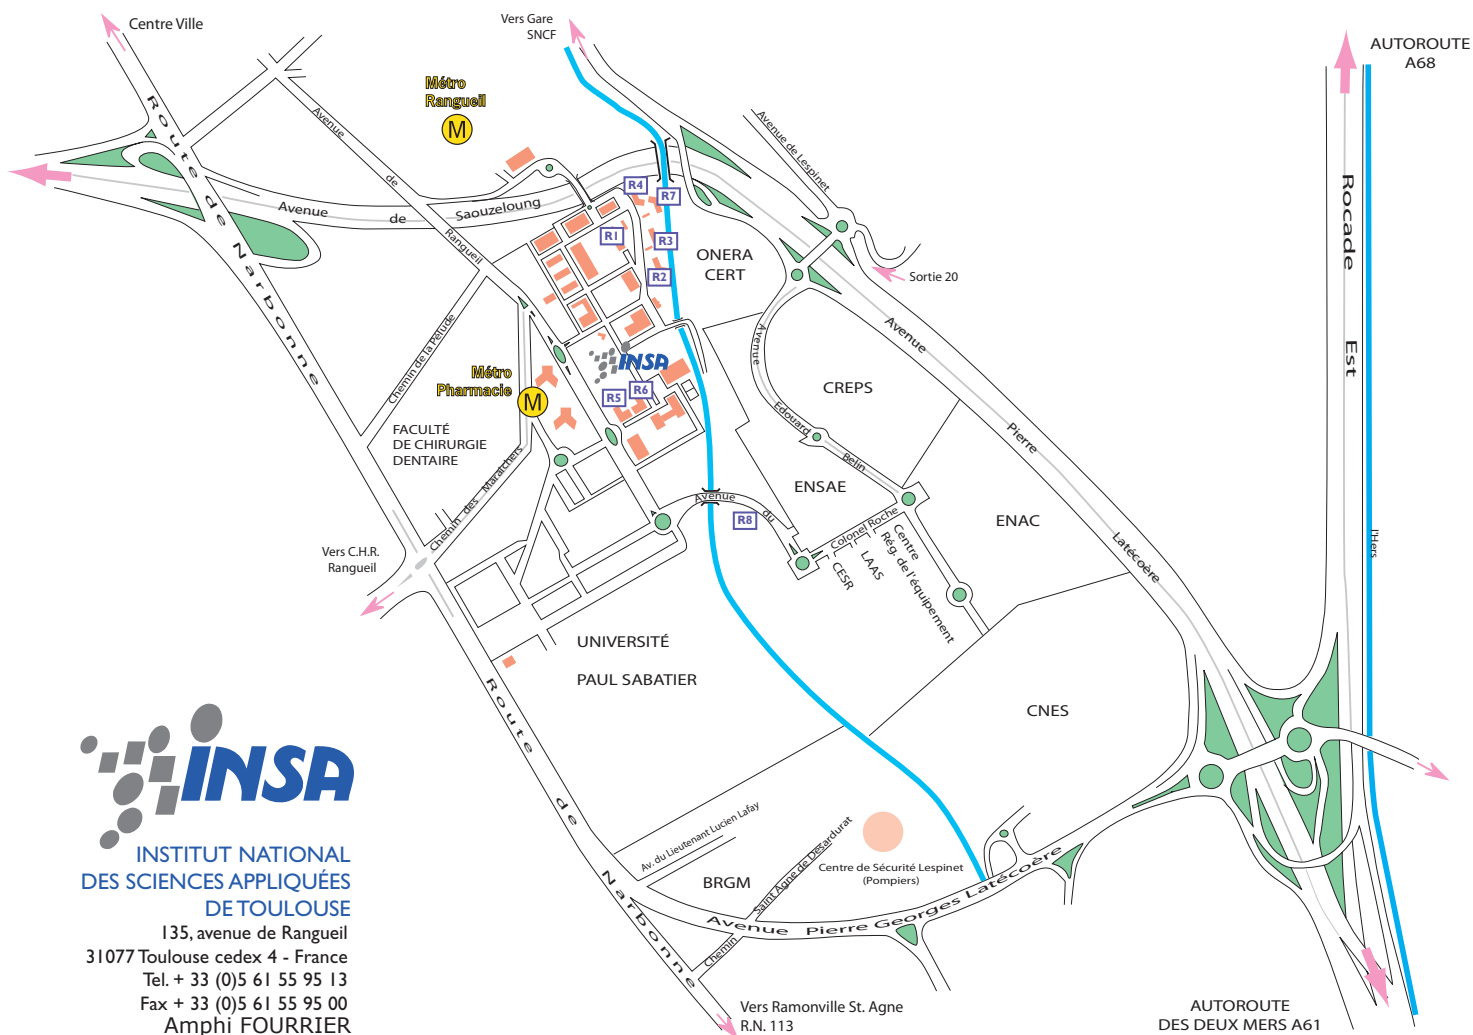 Centre Ville
Vers Gare
SNCF
AUTOROUTE
A68
Métro
Rangueil
M
Avenue de Lespinet
Route de Narbonne
Avenue de Rangueil
Avenue de Saouzeloung
R4
R7
R1
R3
R2
ONERA
CERT
Sortie 20
Rocade Est
Chemin de la Pelude
Métro
Pharmacie
M
INSA
R5
R6
Avenue Edouard Belin
CREPS
Avenue Pierre Latécoère
FACULTÉ
DE CHIRURGIE
DENTAIRE
Chemin des Maraîchers
ENSAE
ENAC
Avenue du Colonel Roche
R8
l'Hers
Vers C.H.R.
Rangueil
CESR
LAAS
Centre
Rég. de l'équipement
UNIVERSITÉ
PAUL SABATIER
CNES
Route de Narbonne
Av. du Lieutenant Lucien Lafay
BRGM
Chemin Saint Agne de Désardurat
Centre de Sécurité Lespinet
(Pompiers)
Avenue Pierre Georges Latécoère
INSA
INSTITUT NATIONAL
DES SCIENCES APPLIQUÉES
DE TOULOUSE
135, avenue de Rangueil
31077 Toulouse cedex 4 - France
Tel. + 33 (0)5 61 55 95 13
Fax + 33 (0)5 61 55 95 00
Amphi FOURRIER
Vers Ramonville St. Agne
R.N. 113
AUTOROUTE
DES DEUX MERS A61